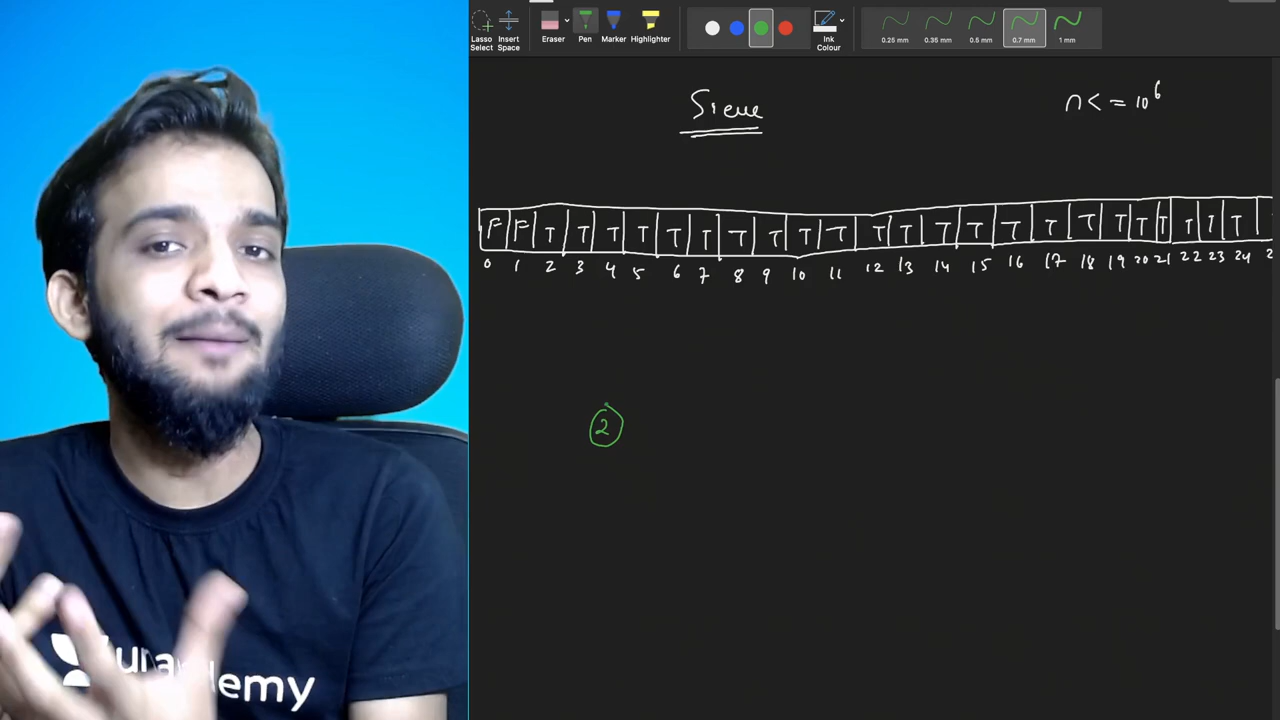 Lasso Select
Insert Space
Eraser
Pen
Marker
Highlighter
Ink Colour
0.25 mm
0.35 mm
0.5 mm
0.7 mm
1 mm
Sieve
n <= 10^6
F F T T T T T T T T T T T T T T T T T T T T T T T
0 1 2 3 4 5 6 7 8 9 10 11 12 13 14 15 16 17 18 19 20 21 22 23 24 2
2